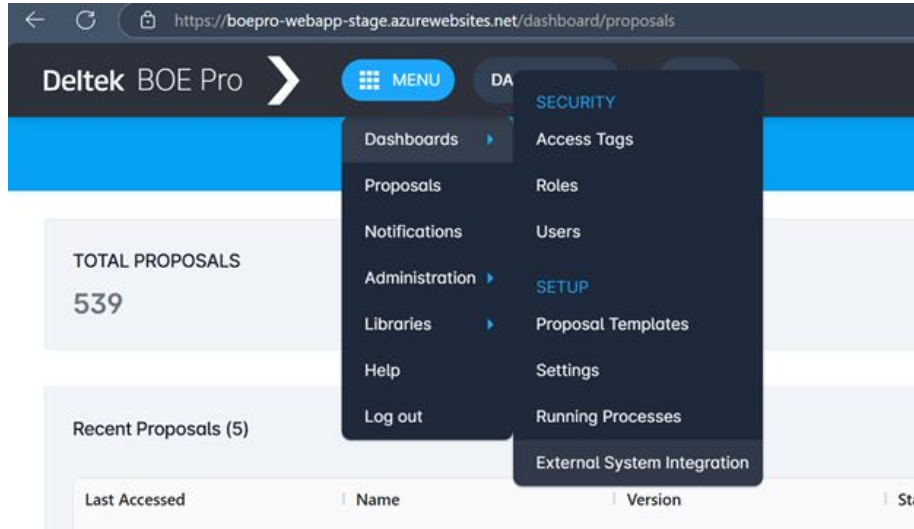 https://boepro-webapp-stage.azurewebsites.net/dashboard/proposals
Deltek BOE Pro
MENU
DA
Dashboards
Proposals
Notifications
Administration
Libraries
Help
Log out
SECURITY
Access Tags
Roles
Users
SETUP
Proposal Templates
Settings
Running Processes
External System Integration
TOTAL PROPOSALS
539
Recent Proposals (5)
Last Accessed Name Version Sta